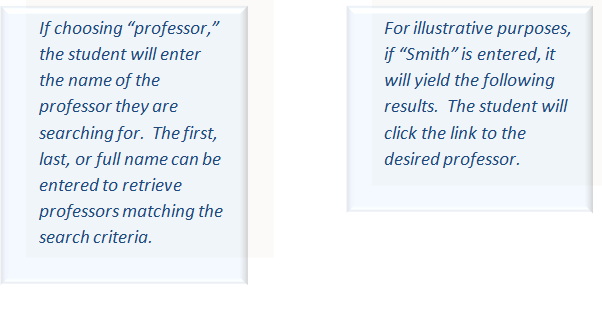 If choosing “professor,”
the student will enter
the name of the
professor they are
searching for.  The first,
last, or full name can be
entered to retrieve
professors matching the
search criteria.
For illustrative purposes,
if “Smith” is entered, it
will yield the following
results.  The student will
click the link to the
desired professor.